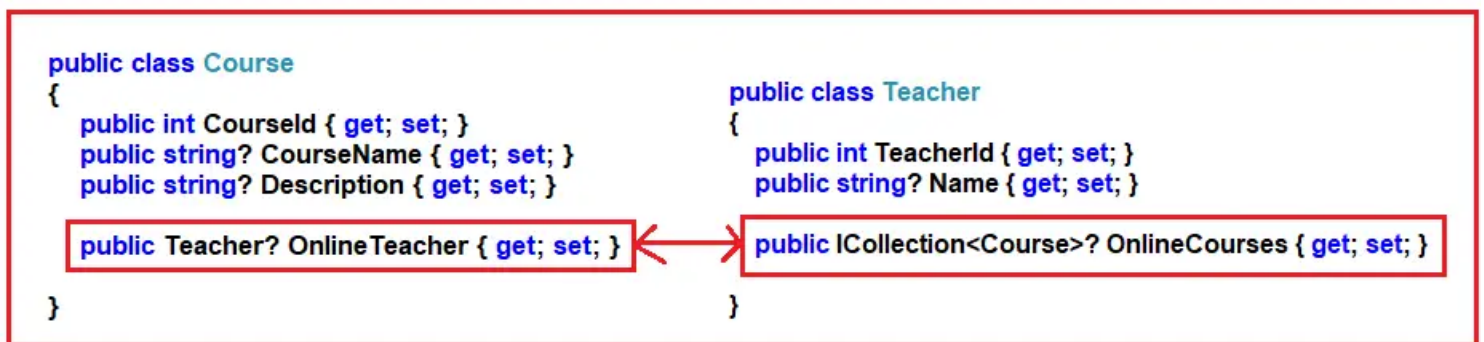 public class Course
{
public int CourseId { get; set; }
public string? CourseName { get; set; }
public string? Description { get; set; }
public Teacher? OnlineTeacher { get; set; }
}
public class Teacher
{
public int TeacherId { get; set; }
public string? Name { get; set; }
public ICollection<Course>? OnlineCourses { get; set; }
}